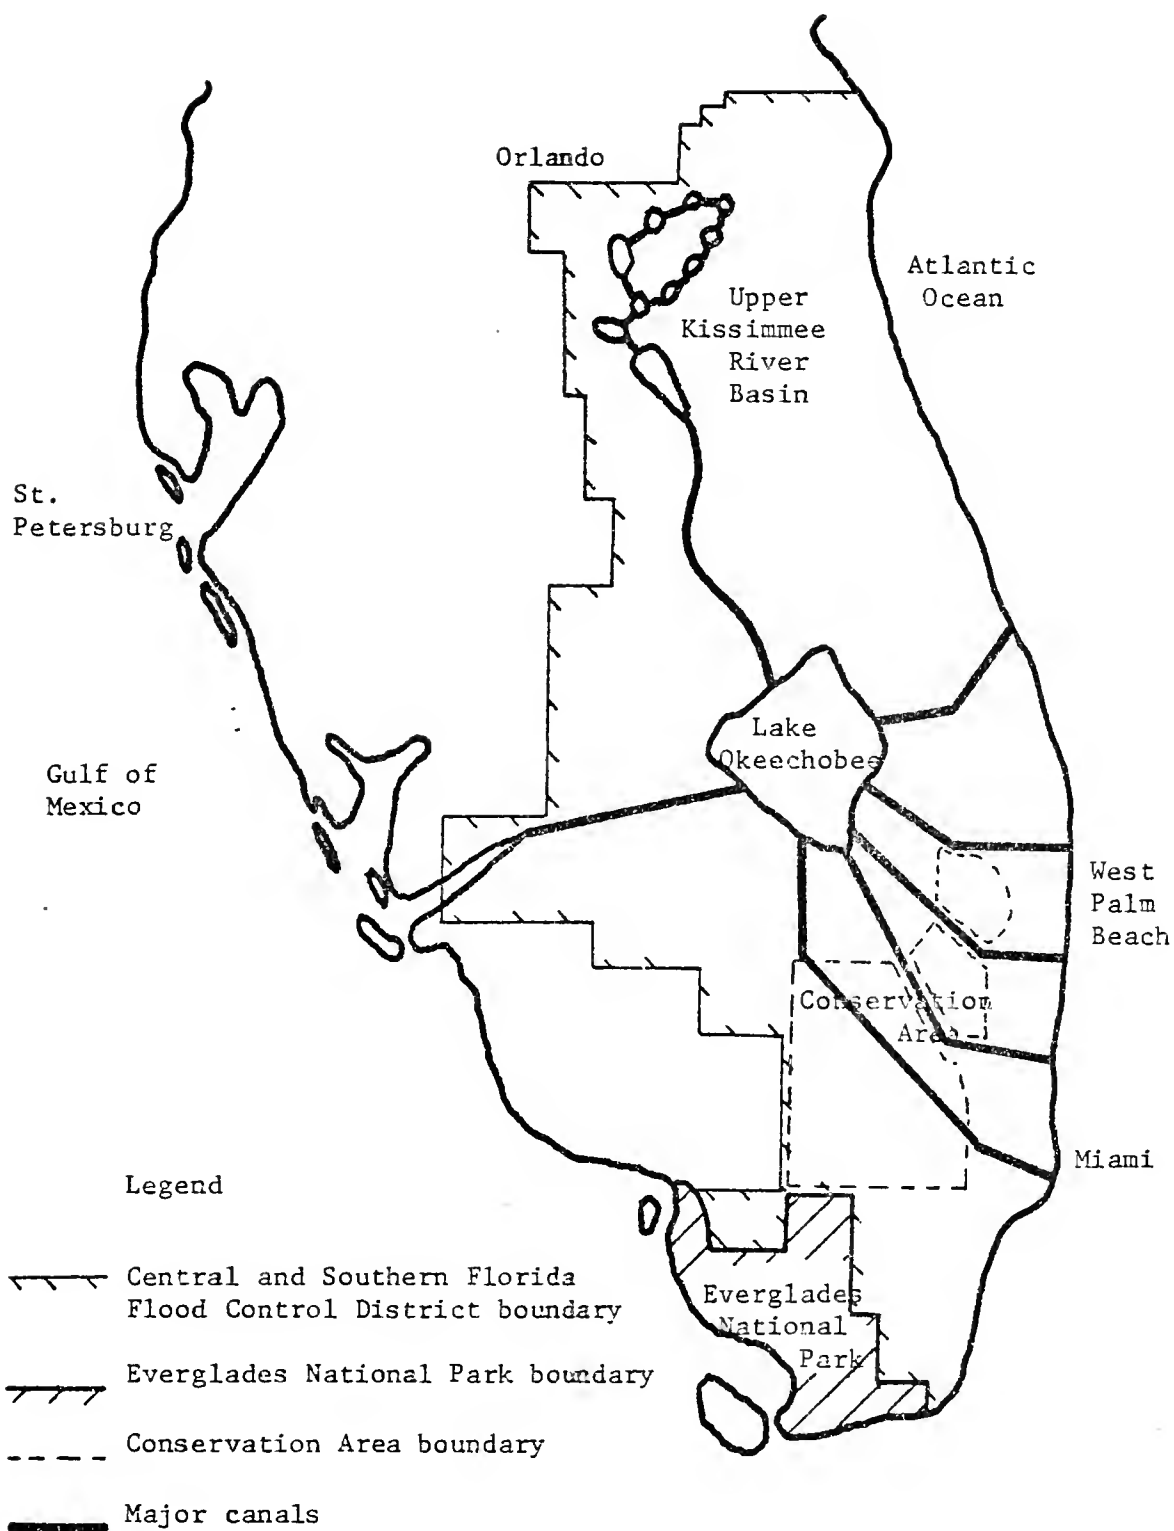 Orlando
Atlantic
Ocean
Upper
Kissimmee
River
Basin
St.
Petersburg
Lake
Okeechobee
Gulf of
Mexico
West
Palm
Beach
Conservation
Area
Miami
Legend
Central and Southern Florida
Flood Control District boundary
Everglades
National
Park
Everglades National Park boundary
Conservation Area boundary
Major canals